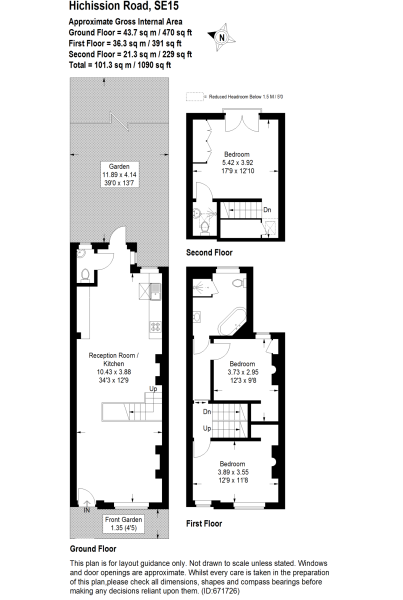 Hichission Road, SE15
Approximate Gross Internal Area
Ground Floor = 43.7 sq m / 470 sq ft
First Floor = 36.3 sq m / 391 sq ft
Second Floor = 21.3 sq m / 229 sq ft
Total = 101.3 sq m / 1090 sq ft
N
= Reduced Headroom Below 1.5 M / 5'0
Garden
11.89 x 4.14
39'0 x 13'7
Bedroom
5.42 x 3.92
17'9 x 12'10
Dn
Second Floor
Reception Room /
Kitchen
10.43 x 3.88
34'3 x 12'9
Up
IN
Front Garden
1.35 (4'5)
Ground Floor
Bedroom
3.73 x 2.95
12'3 x 9'8
Dn
Up
Bedroom
3.89 x 3.55
12'9 x 11'8
First Floor
This plan is for layout guidance only. Not drawn to scale unless stated. Windows
and door openings are approximate. Whilst every care is taken in the preparation
of this plan,please check all dimensions, shapes and compass bearings before
making any decisions reliant upon them. (ID:671726)